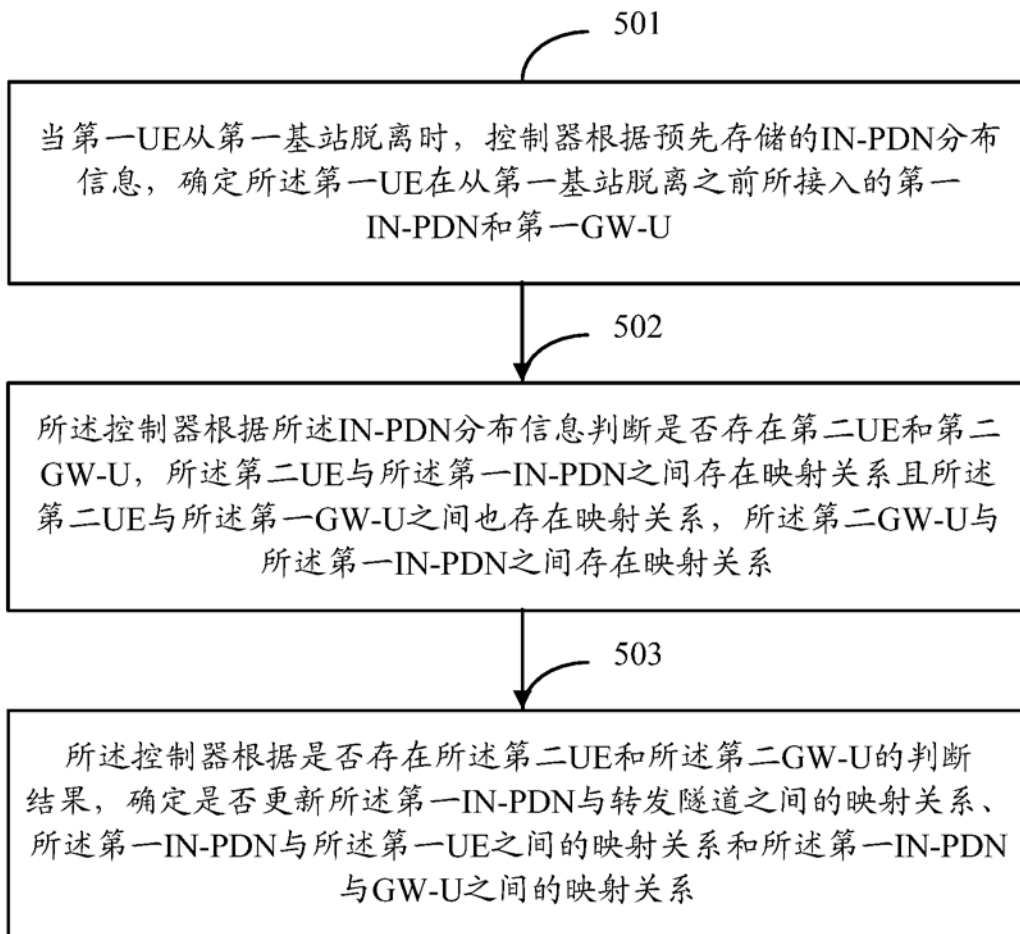 501
当第一UE从第一基站脱离时，控制器根据预先存储的IN-PDN分布
信息，确定所述第一UE在从第一基站脱离之前所接入的第一
IN-PDN和第一GW-U
502
所述控制器根据所述IN-PDN分布信息判断是否存在第二UE和第二
GW-U，所述第二UE与所述第一IN-PDN之间存在映射关系且所述
第二UE与所述第一GW-U之间也存在映射关系，所述第二GW-U与
所述第一IN-PDN之间存在映射关系
503
所述控制器根据是否存在所述第二UE和所述第二GW-U的判断
结果，确定是否更新所述第一IN-PDN与转发隧道之间的映射关系、
所述第一IN-PDN与所述第一UE之间的映射关系和所述第一IN-PDN
与GW-U之间的映射关系